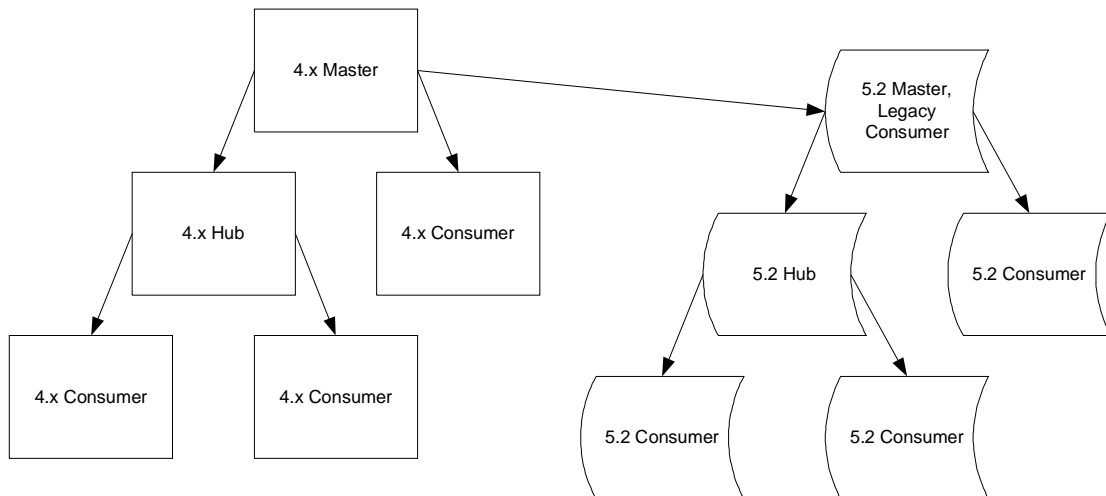 4.x Master
5.2 Master,
Legacy
Consumer
4.x Hub
4.x Consumer
5.2 Hub
5.2 Consumer
4.x Consumer
4.x Consumer
5.2 Consumer
5.2 Consumer